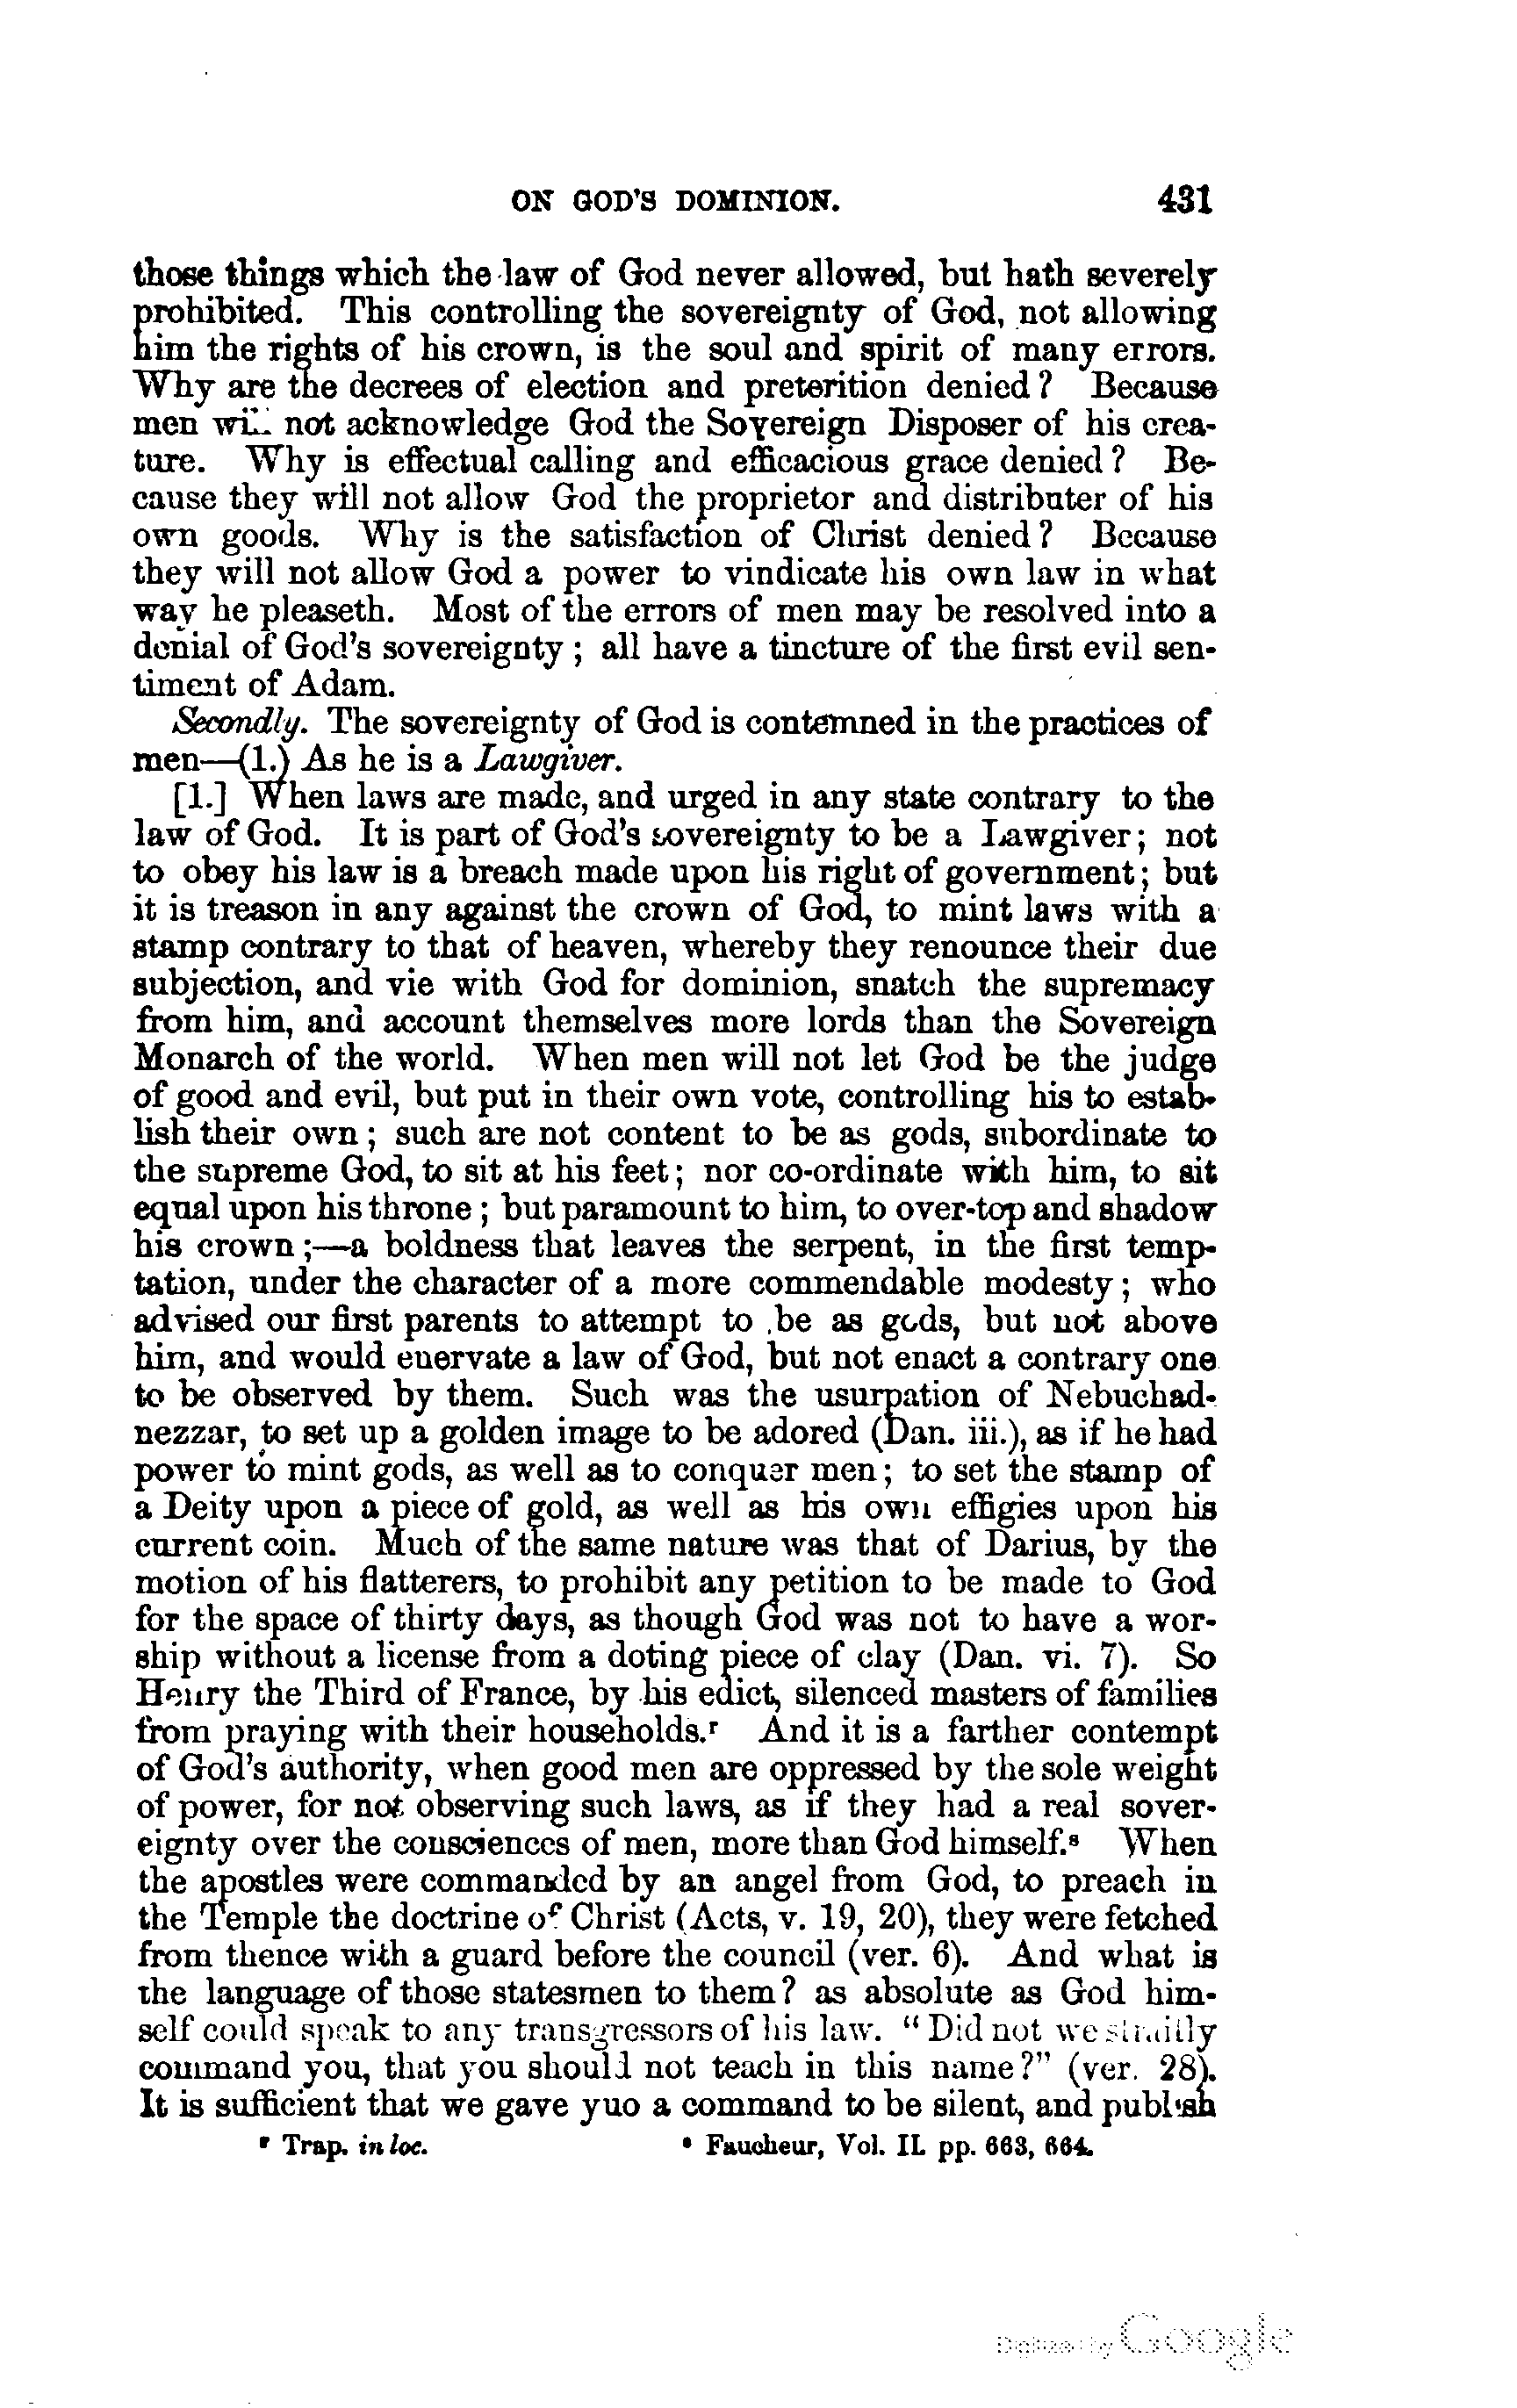 ON GOD'S DOMINION. 431
those things which the law of God never allowed, but hath severely
prohibited. This controlling the sovereignty of God, not allowing
him the rights of his crown, is the soul and spirit of many errors.
Why are the decrees of election and preterition denied? Because
men will not acknowledge God the Sovereign Disposer of his crea-
ture. Why is effectual calling and efficacious grace denied? Be-
cause they will not allow God the proprietor and distributer of his
own goods. Why is the satisfaction of Christ denied? Because
they will not allow God a power to vindicate his own law in what
way he pleaseth. Most of the errors of men may be resolved into a
denial of God's sovereignty; all have a tincture of the first evil sen-
timent of Adam.
Secondly. The sovereignty of God is contemned in the practices of
men—(1.) As he is a Lawgiver.
[1.] When laws are made, and urged in any state contrary to the
law of God. It is part of God's sovereignty to be a Lawgiver; not
to obey his law is a breach made upon his right of government; but
it is treason in any against the crown of God, to mint laws with a
stamp contrary to that of heaven, whereby they renounce their due
subjection, and vie with God for dominion, snatch the supremacy
from him, and account themselves more lords than the Sovereign
Monarch of the world. When men will not let God be the judge
of good and evil, but put in their own vote, controlling his to estab-
lish their own; such are not content to be as gods, subordinate to
the supreme God, to sit at his feet; nor co-ordinate with him, to sit
equal upon his throne; but paramount to him, to over-top and shadow
his crown;—a boldness that leaves the serpent, in the first temp-
tation, under the character of a more commendable modesty; who
advised our first parents to attempt to be as gods, but not above
him, and would enervate a law of God, but not enact a contrary one
to be observed by them. Such was the usurpation of Nebuchad-
nezzar, to set up a golden image to be adored (Dan. iii.), as if he had
power to mint gods, as well as to conquer men; to set the stamp of
a Deity upon a piece of gold, as well as his own effigies upon his
current coin. Much of the same nature was that of Darius, by the
motion of his flatterers, to prohibit any petition to be made to God
for the space of thirty days, as though God was not to have a wor-
ship without a license from a doting piece of clay (Dan. vi. 7). So
Henry the Third of France, by his edict, silenced masters of families
from praying with their households.r And it is a farther contempt
of God's authority, when good men are oppressed by the sole weight
of power, for not observing such laws, as if they had a real sover-
eignty over the consciences of men, more than God himself.s When
the apostles were commanded by an angel from God, to preach in
the Temple the doctrine of Christ (Acts, v. 19, 20), they were fetched
from thence with a guard before the council (ver. 6). And what is
the language of those statesmen to them? as absolute as God him-
self could speak to any transgressors of his law. "Did not we straitly
command you, that you should not teach in this name?" (ver. 28).
It is sufficient that we gave yuo a command to be silent, and publish
r Trap. in loc. s Faucheur, Vol. II. pp. 663, 664.
Digitized by Google